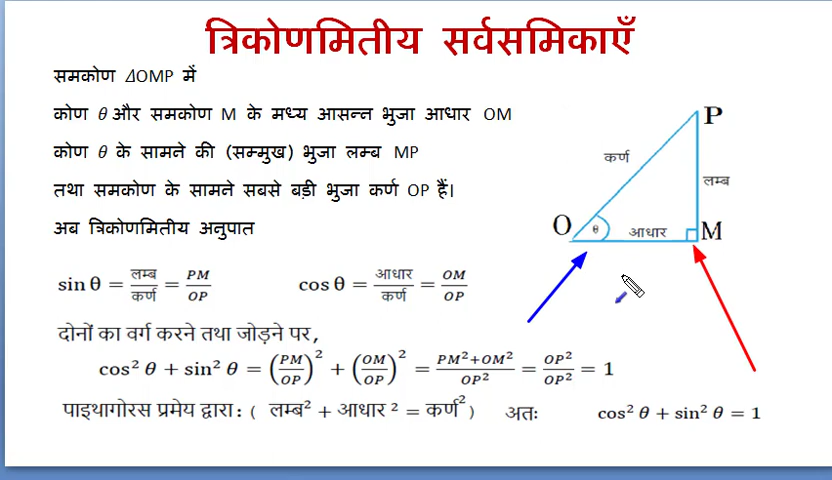 त्रिकोणमितीय सर्वसमिकाएँ
समकोण ΔOMP में
कोण θ और समकोण M के मध्य आसन्न भुजा आधार OM
कोण θ के सामने की (सम्मुख) भुजा लम्ब MP
तथा समकोण के सामने सबसे बड़ी भुजा कर्ण OP हैं।
अब त्रिकोणमितीय अनुपात
P
कर्ण
लम्ब
O θ आधार M
sin θ = लम्ब/कर्ण = PM/OP cos θ = आधार/कर्ण = OM/OP
दोनों का वर्ग करने तथा जोड़ने पर,
cos² θ + sin² θ = (PM/OP)² + (OM/OP)² = PM²+OM²/OP² = OP²/OP² = 1
पाइथागोरस प्रमेय द्वारा: ( लम्ब² + आधार ² = कर्ण² ) अतः cos² θ + sin² θ = 1